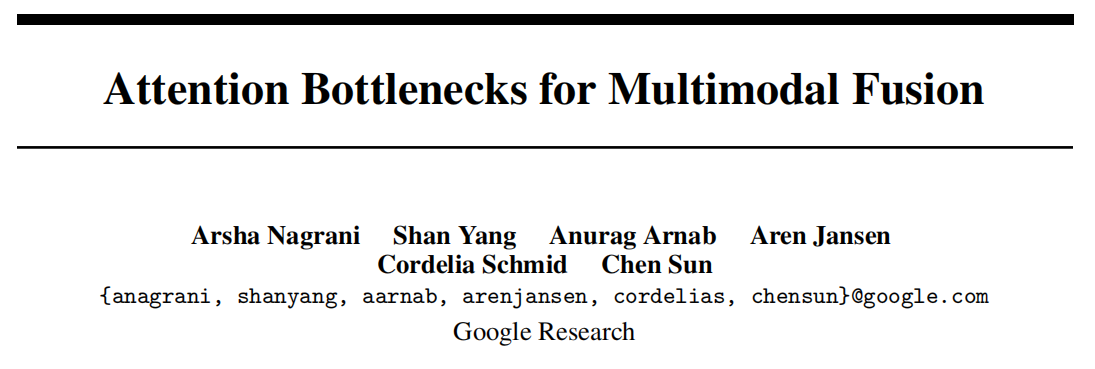 Attention Bottlenecks for Multimodal Fusion
Arsha Nagrani Shan Yang Anurag Arnab Aren Jansen
Cordelia Schmid Chen Sun
{anagrani, shanyang, aarnab, arenjansen, cordelias, chensun}@google.com
Google Research